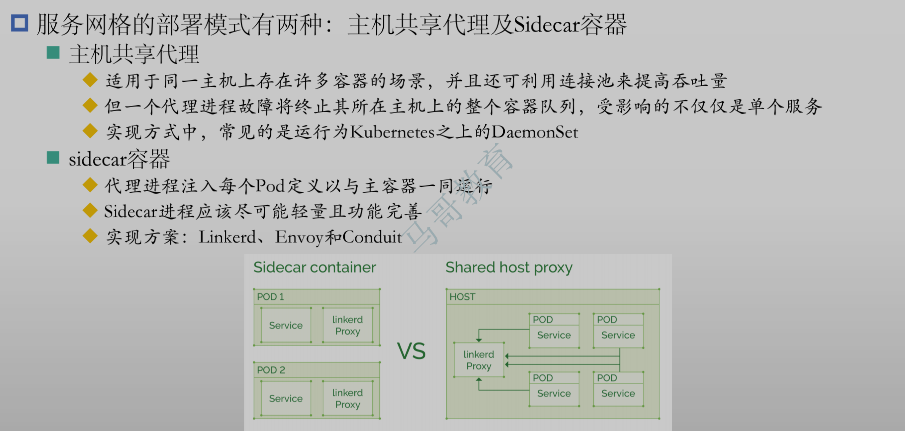 服务网格的部署模式有两种：主机共享代理及Sidecar容器
主机共享代理
适用于同一主机上存在许多容器的场景，并且还可利用连接池来提高吞吐量
但一个代理进程故障将终止其所在主机上的整个容器队列，受影响的不仅仅是单个服务
实现方式中，常见的是运行为Kubernetes之上的DaemonSet
sidecar容器
代理进程注入每个Pod定义以与主容器一同运行
Sidecar进程应该尽可能轻量且功能完善
实现方案：Linkerd、Envoy和Conduit
马哥教育
Sidecar container
POD 1
Service
linkerd
Proxy
POD 2
Service
linkerd
Proxy
VS
Shared host proxy
HOST
linkerd
Proxy
POD
Service
POD
Service
POD
Service
POD
Service